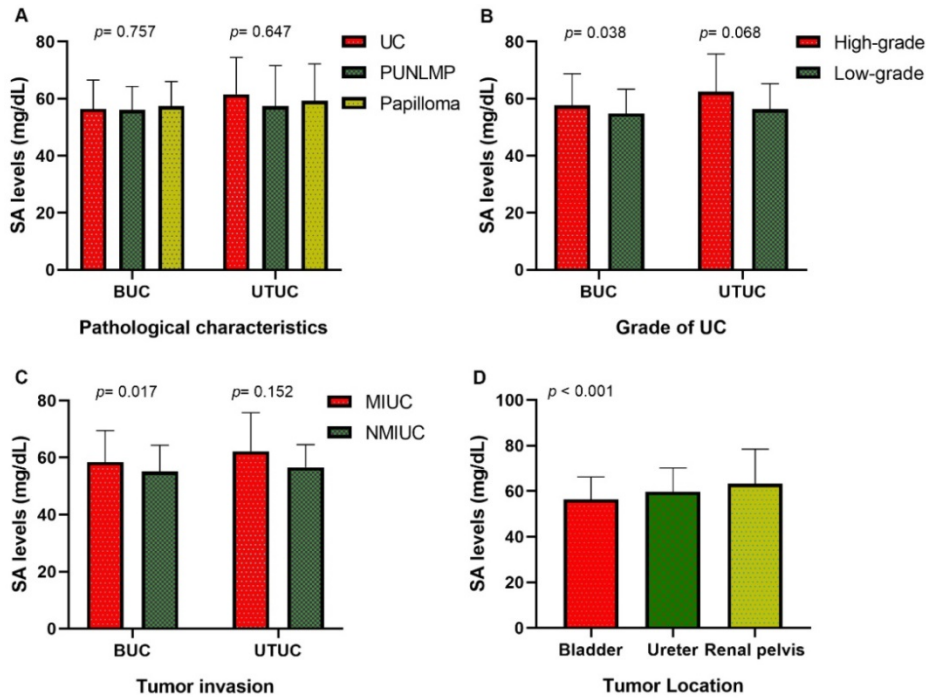 A
p= 0.757
p= 0.647
UC
PUNLMP
Papilloma
SA levels (mg/dL)
80
60
40
20
0
BUC
UTUC
Pathological characteristics
B
p= 0.038
p= 0.068
High-grade
Low-grade
SA levels (mg/dL)
80
60
40
20
0
BUC
UTUC
Grade of UC
C
p= 0.017
p= 0.152
MIUC
NMIUC
SA levels (mg/dL)
80
60
40
20
0
BUC
UTUC
Tumor invasion
D
p < 0.001
SA levels (mg/dL)
100
80
60
40
20
0
Bladder
Ureter
Renal pelvis
Tumor Location